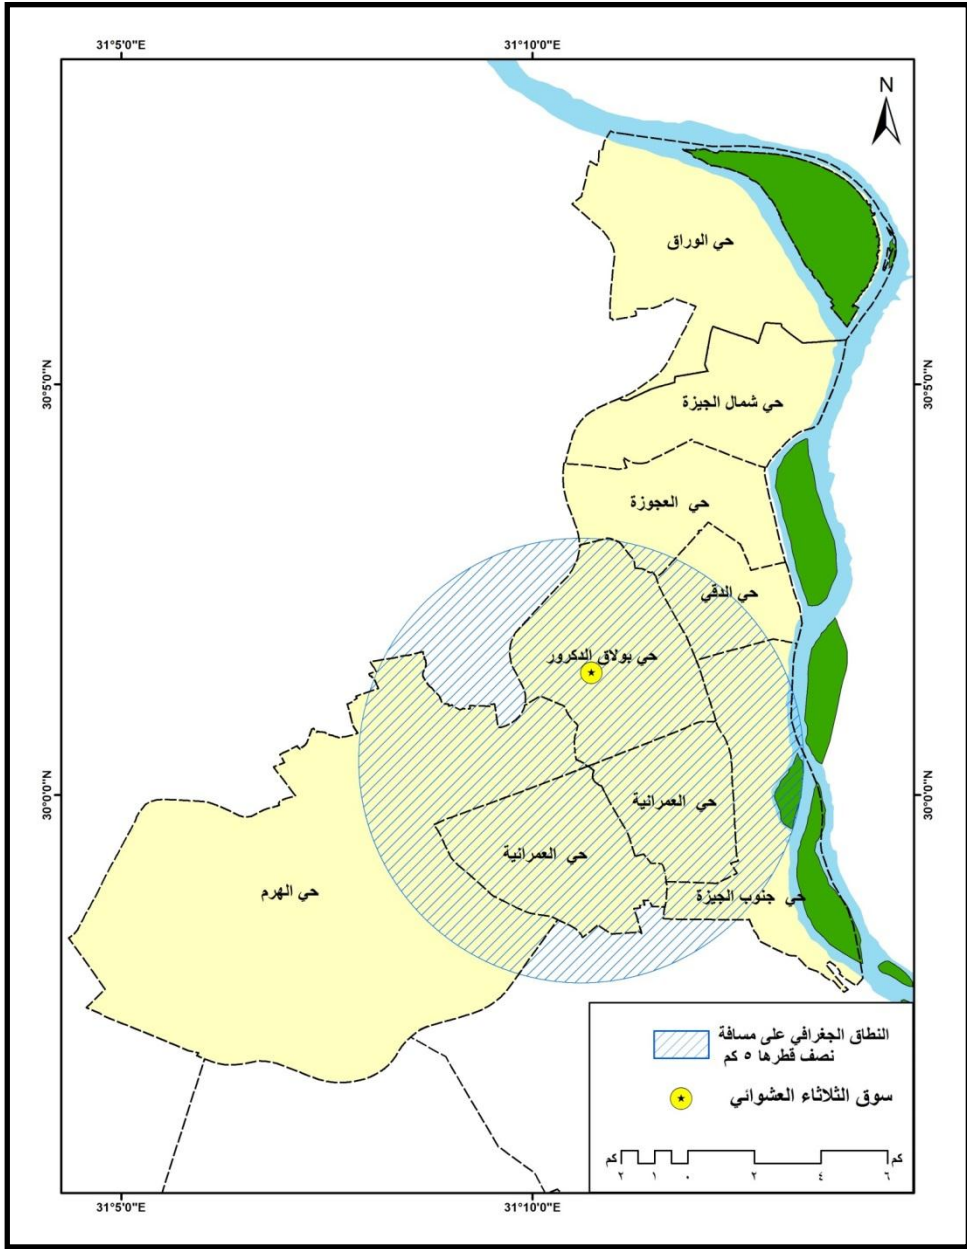 31°5'0"E
31°10'0"E
N
حي الوراق
30°5'0"N
30°5'0"N
حي شمال الجيزة
حي العجوزة
حي الدقي
حي بولاق الدكرور
30°0'0"N
30°0'0"N
حي العمرانية
حي العمرانية
حي الهرم
حي جنوب الجيزة
النطاق الجغرافي على مسافة
نصف قطرها ٥ كم
سوق الثلاثاء العشوائي
كم
كم
٢ ١ ٠ ٢ ٤ ٦
31°5'0"E
31°10'0"E